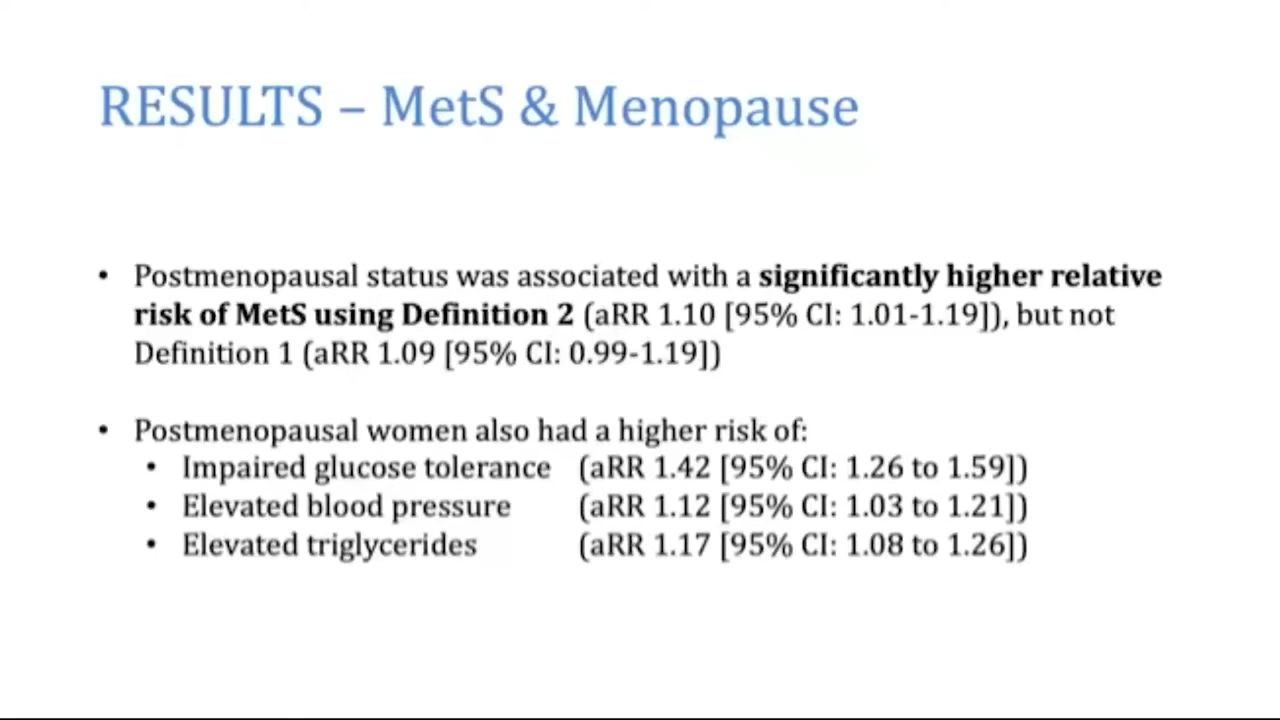 RESULTS – MetS & Menopause
• Postmenopausal status was associated with a significantly higher relative
risk of MetS using Definition 2 (aRR 1.10 [95% CI: 1.01-1.19]), but not
Definition 1 (aRR 1.09 [95% CI: 0.99-1.19])
• Postmenopausal women also had a higher risk of:
• Impaired glucose tolerance (aRR 1.42 [95% CI: 1.26 to 1.59])
• Elevated blood pressure (aRR 1.12 [95% CI: 1.03 to 1.21])
• Elevated triglycerides (aRR 1.17 [95% CI: 1.08 to 1.26])